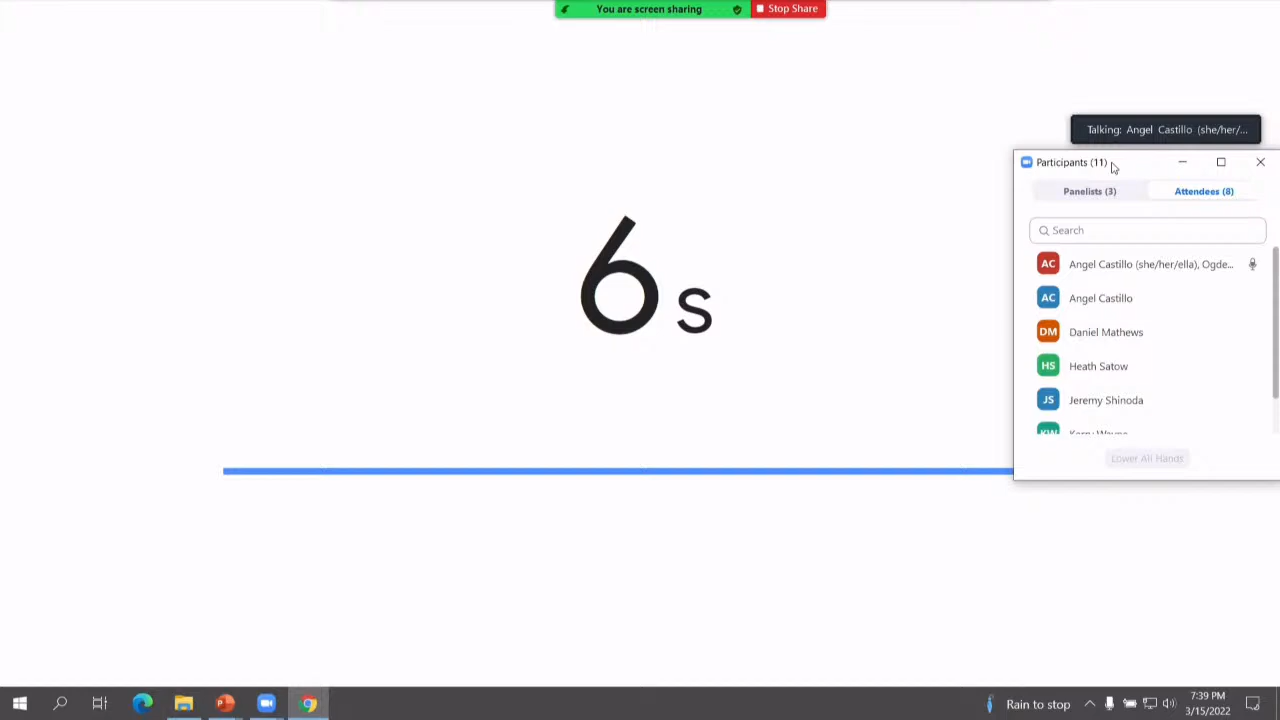 You are screen sharing
Stop Share
Talking: Angel Castillo (she/her/...
Participants (11)
Panelists (3)
Attendees (8)
Search
AC
Angel Castillo (she/her/ella), Ogde...
AC
Angel Castillo
DM
Daniel Mathews
HS
Heath Satow
JS
Jeremy Shinoda
KW
Lower All Hands
6 s
Rain to stop
7:39 PM
3/15/2022